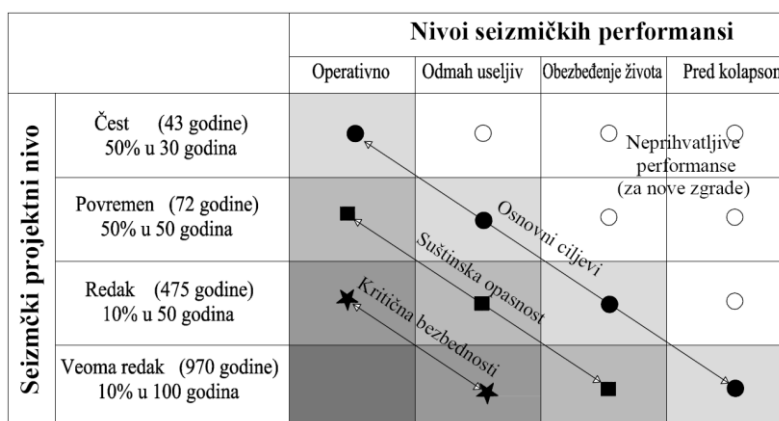 Nivoi seizmičkih performansi
Operativno
Odmah useljiv
Obezbeđenje života
Pred kolapsom
Seizmčki projektni nivo
Čest (43 godine)
50% u 30 godina
Neprihvatljive
performanse
(za nove zgrade)
Povremen (72 godine)
50% u 50 godina
Osnovni ciljevi
Suštinska opasnost
Redak (475 godine)
10% u 50 godina
Kritična bezbednosti
Veoma redak (970 godine)
10% u 100 godina